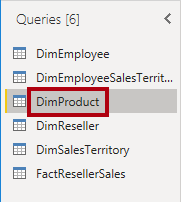 Queries [6]
DimEmployee
DimEmployeeSalesTerrit...
DimProduct
DimReseller
DimSalesTerritory
FactResellerSales